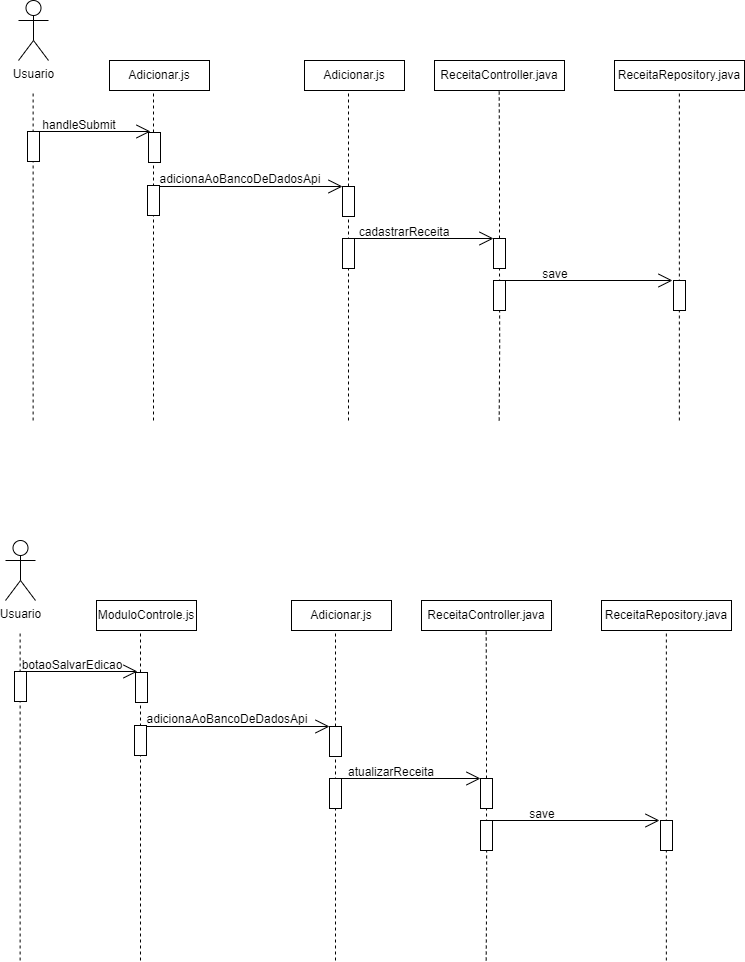 Usuario
Adicionar.js
Adicionar.js
ReceitaController.java
ReceitaRepository.java
handleSubmit
adicionaAoBancoDeDadosApi
cadastrarReceita
save
Usuario
ModuloControle.js
Adicionar.js
ReceitaController.java
ReceitaRepository.java
botaoSalvarEdicao
adicionaAoBancoDeDadosApi
atualizarReceita
save